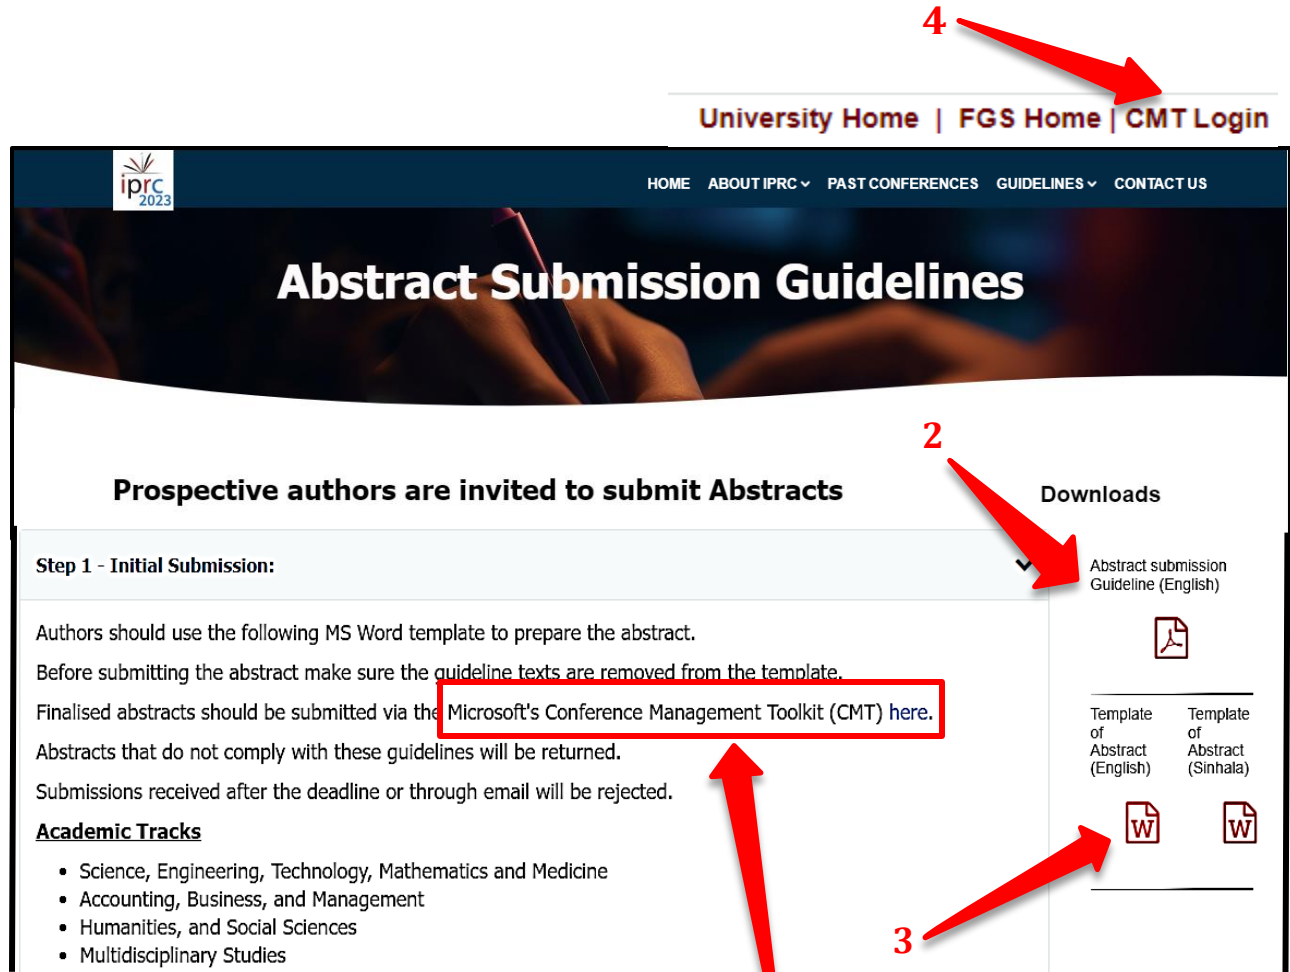 4
University Home | FGS Home | CMT Login
iprc
2023
HOME ABOUT IPRC PAST CONFERENCES GUIDELINES CONTACT US
Abstract Submission Guidelines
2
Prospective authors are invited to submit Abstracts
Downloads
Step 1 - Initial Submission:
Abstract submission
Guideline (English)
Authors should use the following MS Word template to prepare the abstract.
Before submitting the abstract make sure the guideline texts are removed from the template.
Finalised abstracts should be submitted via the Microsoft's Conference Management Toolkit (CMT) here.
Abstracts that do not comply with these guidelines will be returned.
Submissions received after the deadline or through email will be rejected.
Template
of
Abstract
(English)
Template
of
Abstract
(Sinhala)
W
W
3
Academic Tracks
• Science, Engineering, Technology, Mathematics and Medicine
• Accounting, Business, and Management
• Humanities, and Social Sciences
• Multidisciplinary Studies